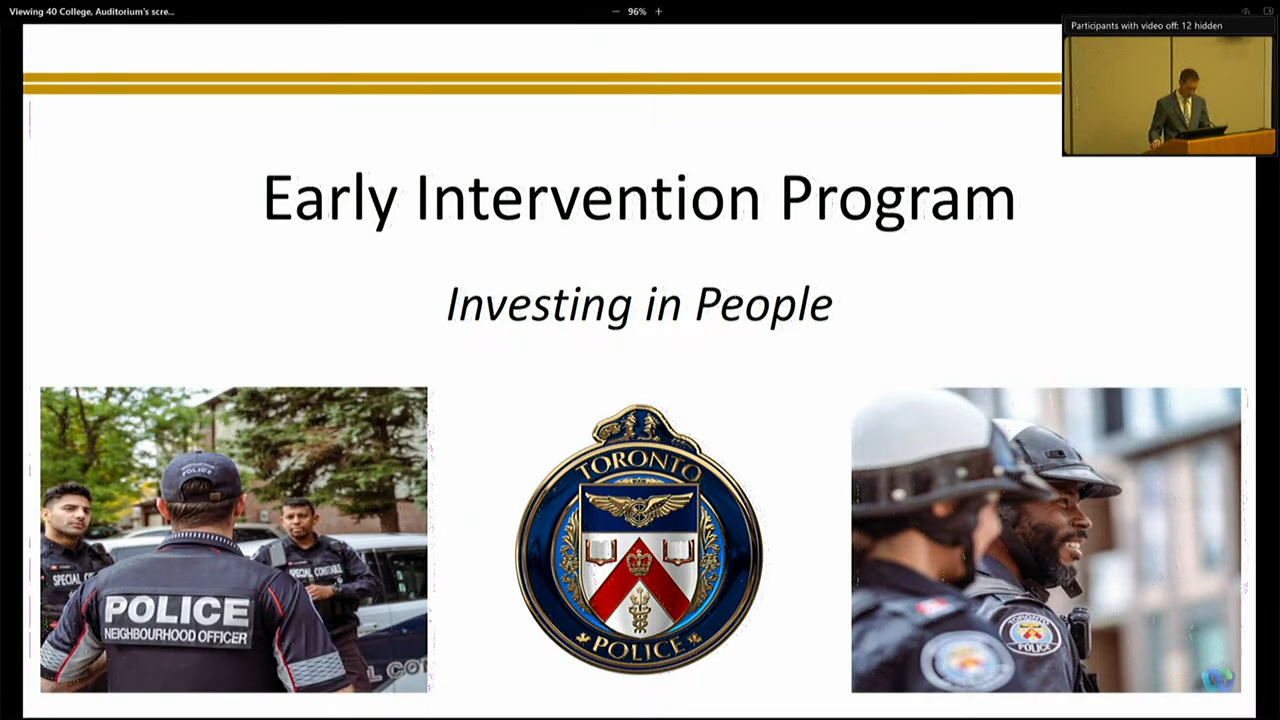 Viewing 40 College, Auditorium's scre...
96%
Participants with video off: 12 hidden
Early Intervention Program
Investing in People
POLICE
SPECIAL CO
SPECIAL CONSTABLE
POLICE
NEIGHBOURHOOD OFFICER
TORONTO
POLICE
TORONTO
POLICE